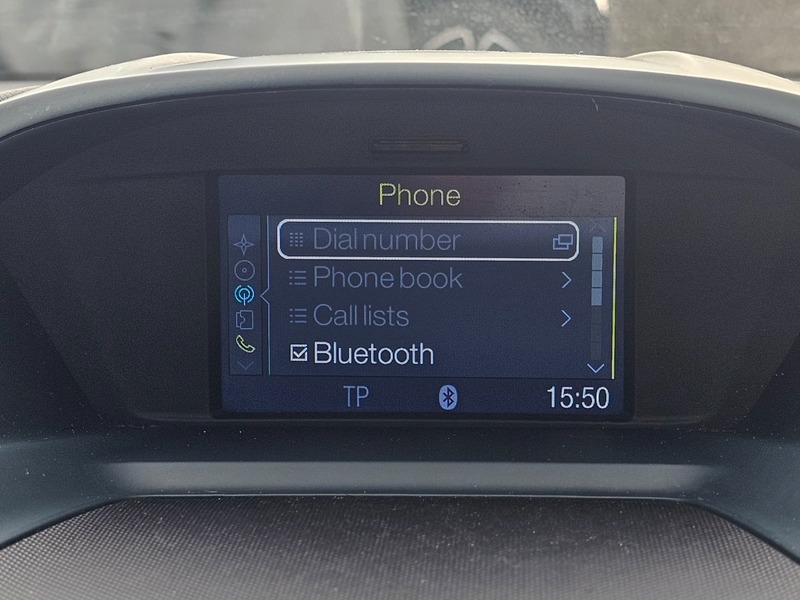 Phone
Dial number
Phone book
Call lists
Bluetooth
TP 15:50